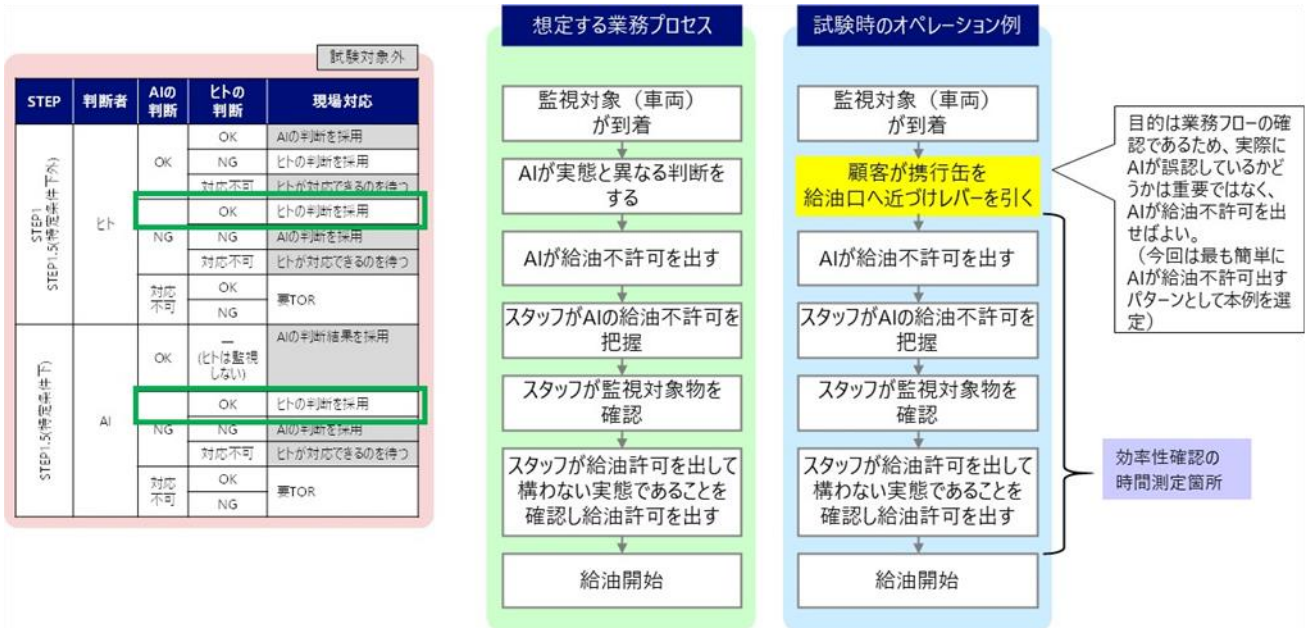 試験対象外
STEP 判断者 AIの判断 ヒトの判断 現場対応
STEP1
STEP1.5(特定条件下外)
ヒト
OK
OK AIの判断を採用
NG ヒトの判断を採用
対応不可 ヒトが対応できるのを待つ
NG
OK ヒトの判断を採用
NG AIの判断を採用
対応不可 ヒトが対応できるのを待つ
対応
不可
OK
NG
要TOR
STEP1.5(特定条件下)
AI
OK
―
(ヒトは監視
しない)
AIの判断結果を採用
NG
OK ヒトの判断を採用
NG AIの判断を採用
対応不可 ヒトが対応できるのを待つ
対応
不可
OK
NG
要TOR
想定する業務プロセス
監視対象（車両）
が到着
AIが実態と異なる判断を
する
AIが給油不許可を出す
スタッフがAIの給油不許可を
把握
スタッフが監視対象物を
確認
スタッフが給油許可を出して
構わない実態であることを
確認し給油許可を出す
給油開始
試験時のオペレーション例
監視対象（車両）
が到着
顧客が携行缶を
給油口へ近づけレバーを引く
AIが給油不許可を出す
スタッフがAIの給油不許可を
把握
スタッフが監視対象物を
確認
スタッフが給油許可を出して
構わない実態であることを
確認し給油許可を出す
給油開始
目的は業務フローの確
認であるため、実際に
AIが誤認しているかど
うかは重要ではなく、
AIが給油不許可を出
せばよい。
（今回は最も簡単に
AIが給油不許可出す
パターンとして本例を選
定）
効率性確認の
時間測定箇所